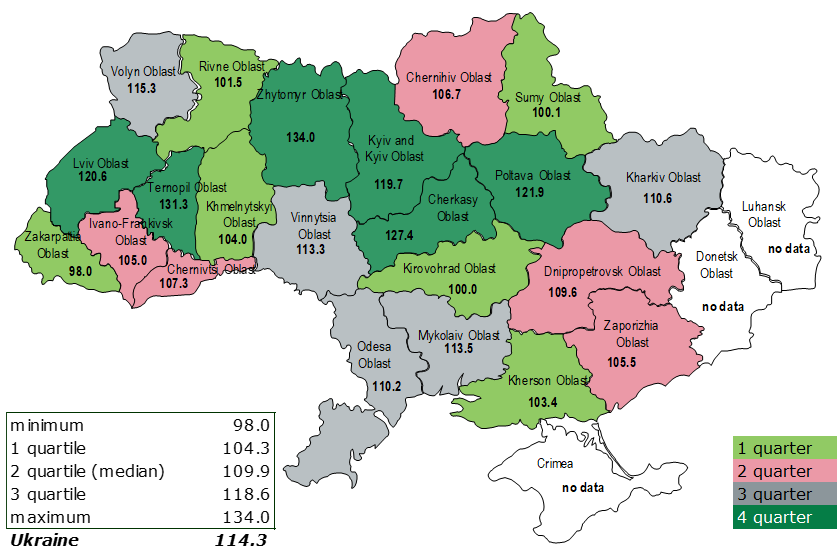 Volyn Oblast
115.3
Rivne Oblast
101.5
Zhytomyr Oblast
134.0
Chernihiv Oblast
106.7
Sumy Oblast
100.1
Kyiv and
Kyiv Oblast
119.7
Lviv Oblast
120.6
Ternopil Oblast
131.3
Khmelnytskyi
Oblast
104.0
Ivano-Frankivsk
Oblast
105.0
Zakarpattia
Oblast
98.0
Chernivtsi Oblast
107.3
Vinnytsia
Oblast
113.3
Cherkasy
Oblast
127.4
Poltava Oblast
121.9
Kharkiv Oblast
110.6
Luhansk
Oblast
no data
Donetsk
Oblast
no data
Kirovohrad Oblast
100.0
Dnipropetrovsk Oblast
109.6
Zaporizhia
Oblast
105.5
Mykolaiv Oblast
113.5
Odesa
Oblast
110.2
Kherson Oblast
103.4
Crimea
no data
minimum 98.0
1 quartile 104.3
2 quartile (median) 109.9
3 quartile 118.6
maximum 134.0
Ukraine 114.3
1 quarter
2 quarter
3 quarter
4 quarter